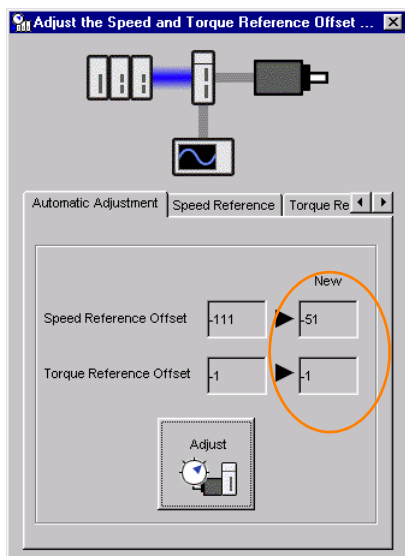 Adjust the Speed and Torque Reference Offset ...
Automatic Adjustment Speed Reference Torque Re
New
Speed Reference Offset -111 -51
Torque Reference Offset -1 -1
Adjust